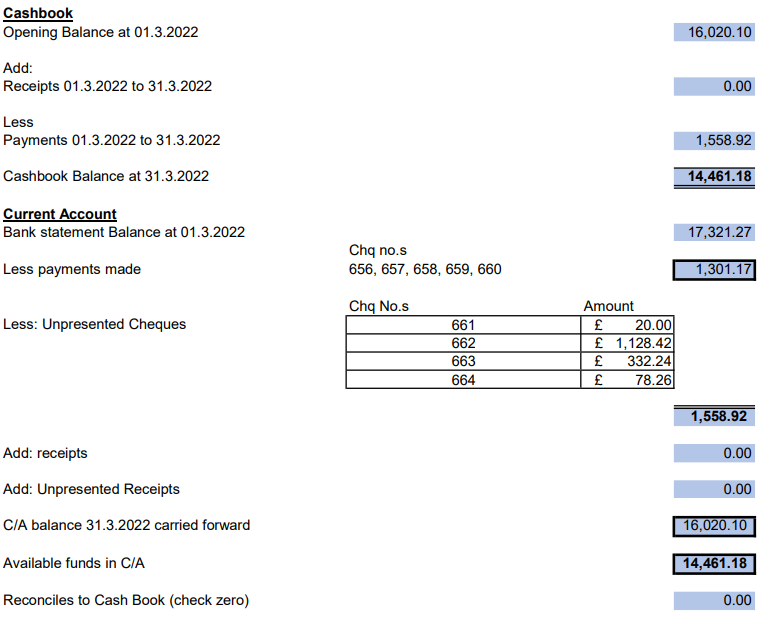 Cashbook
Opening Balance at 01.3.2022 16,020.10
Add:
Receipts 01.3.2022 to 31.3.2022 0.00
Less
Payments 01.3.2022 to 31.3.2022 1,558.92
Cashbook Balance at 31.3.2022 14,461.18
Current Account
Bank statement Balance at 01.3.2022 17,321.27
Chq no.s
Less payments made 656, 657, 658, 659, 660 1,301.17
Chq No.s Amount
Less: Unpresented Cheques 661 £ 20.00
662 £ 1,128.42
663 £ 332.24
664 £ 78.26
1,558.92
Add: receipts 0.00
Add: Unpresented Receipts 0.00
C/A balance 31.3.2022 carried forward 16,020.10
Available funds in C/A 14,461.18
Reconciles to Cash Book (check zero) 0.00